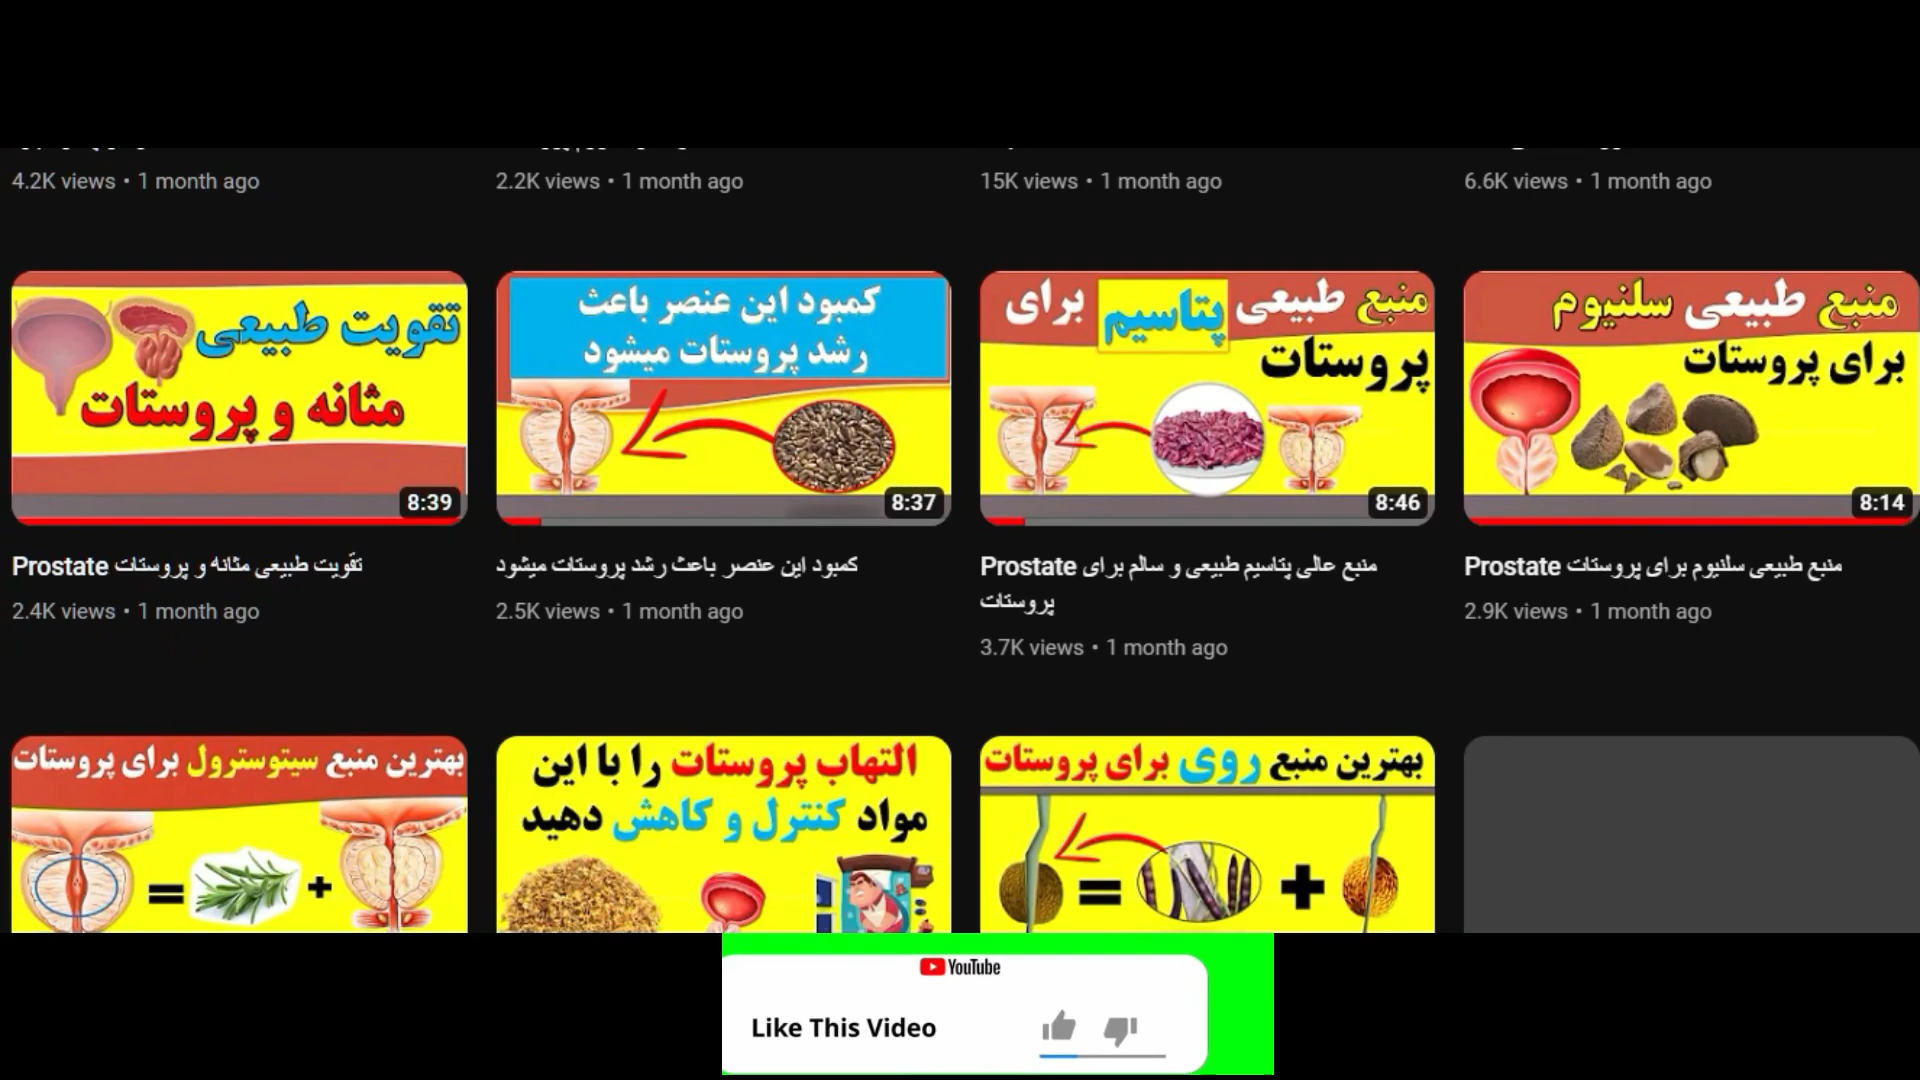 4.2K views • 1 month ago
2.2K views • 1 month ago
15K views • 1 month ago
6.6K views • 1 month ago
تقویت طبیعی
مثانه و پروستات
8:39
کمبود این عنصر باعث
رشد پروستات میشود
8:37
منبع طبیعی پتاسیم برای
پروستات
8:46
منبع طبیعی سلنیوم
برای پروستات
8:14
Prostate تقویت طبیعی مثانه و پروستات
2.4K views • 1 month ago
کمبود این عنصر باعث رشد پروستات میشود
2.5K views • 1 month ago
Prostate منبع عالی پتاسیم طبیعی و سالم برای
پروستات
3.7K views • 1 month ago
Prostate منبع طبیعی سلنیوم برای پروستات
2.9K views • 1 month ago
بهترین منبع سیتوسترول برای پروستات
التهاب پروستات را با این
مواد کنترل و کاهش دهید
بهترین منبع روی برای پروستات
YouTube
Like This Video